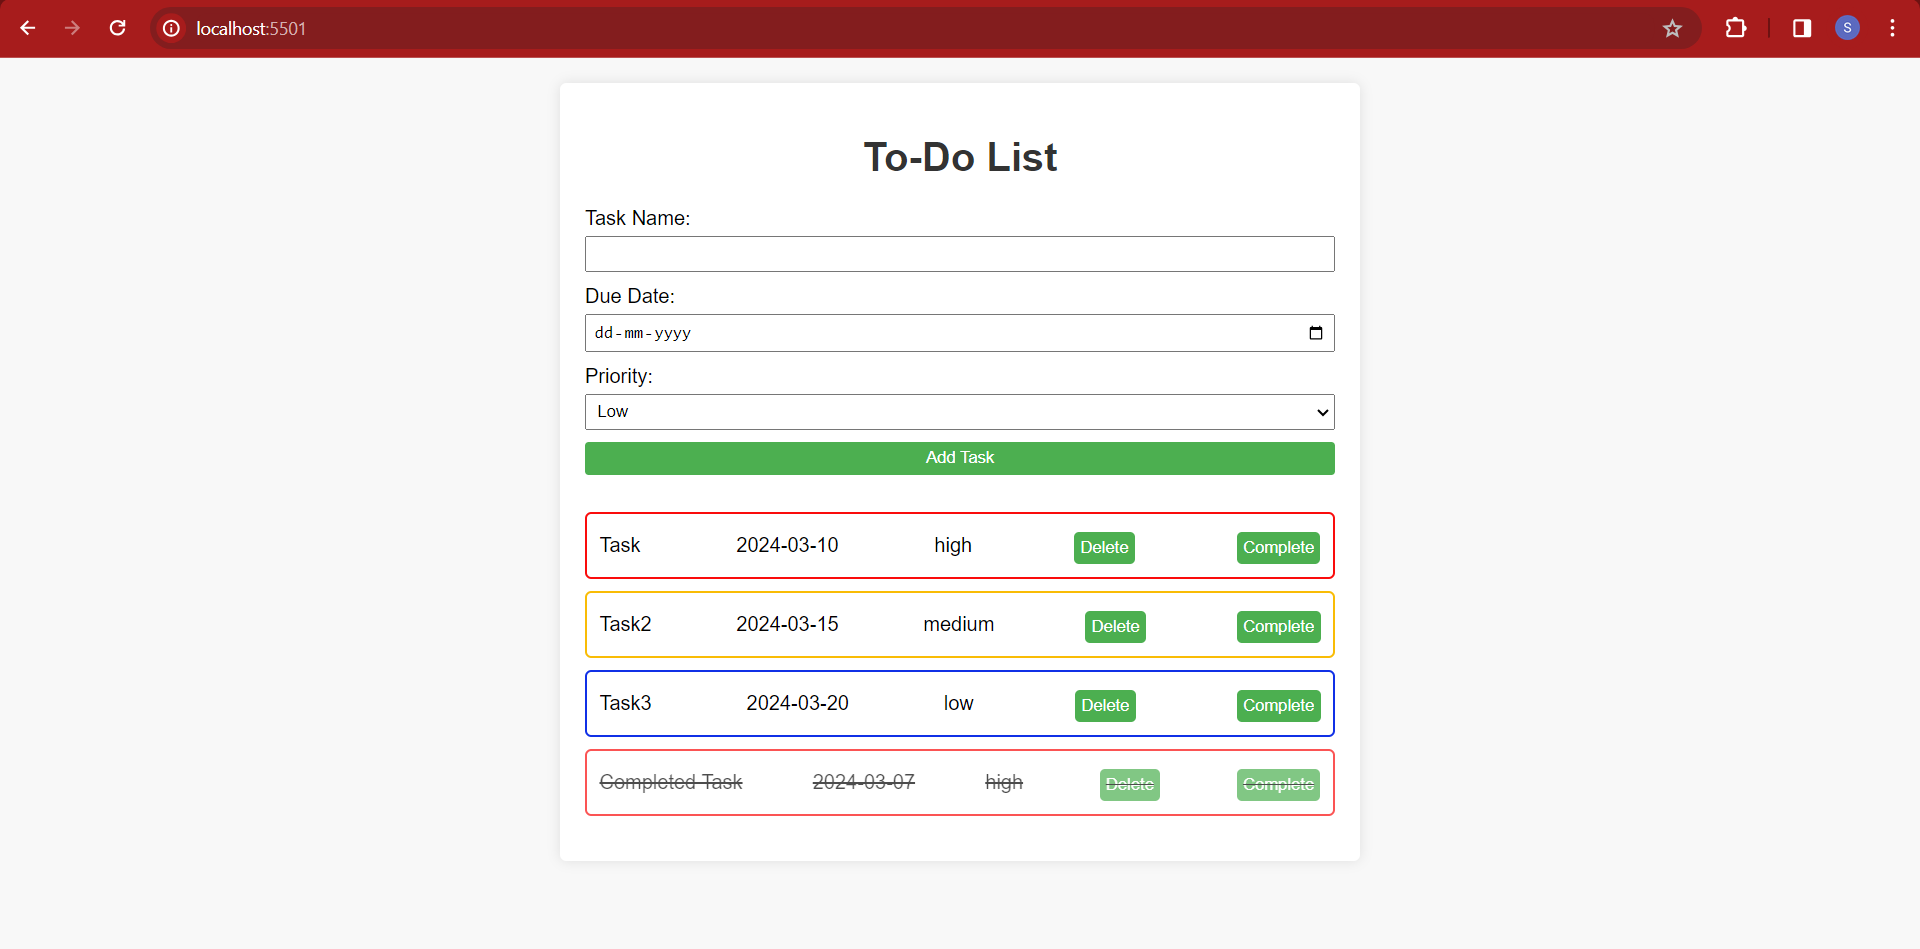 localhost:5501
S
To-Do List
Task Name:
Due Date:
dd-mm-yyyy
Priority:
Low
Add Task
Task 2024-03-10 high Delete Complete
Task2 2024-03-15 medium Delete Complete
Task3 2024-03-20 low Delete Complete
Completed Task 2024-03-07 high Delete Complete